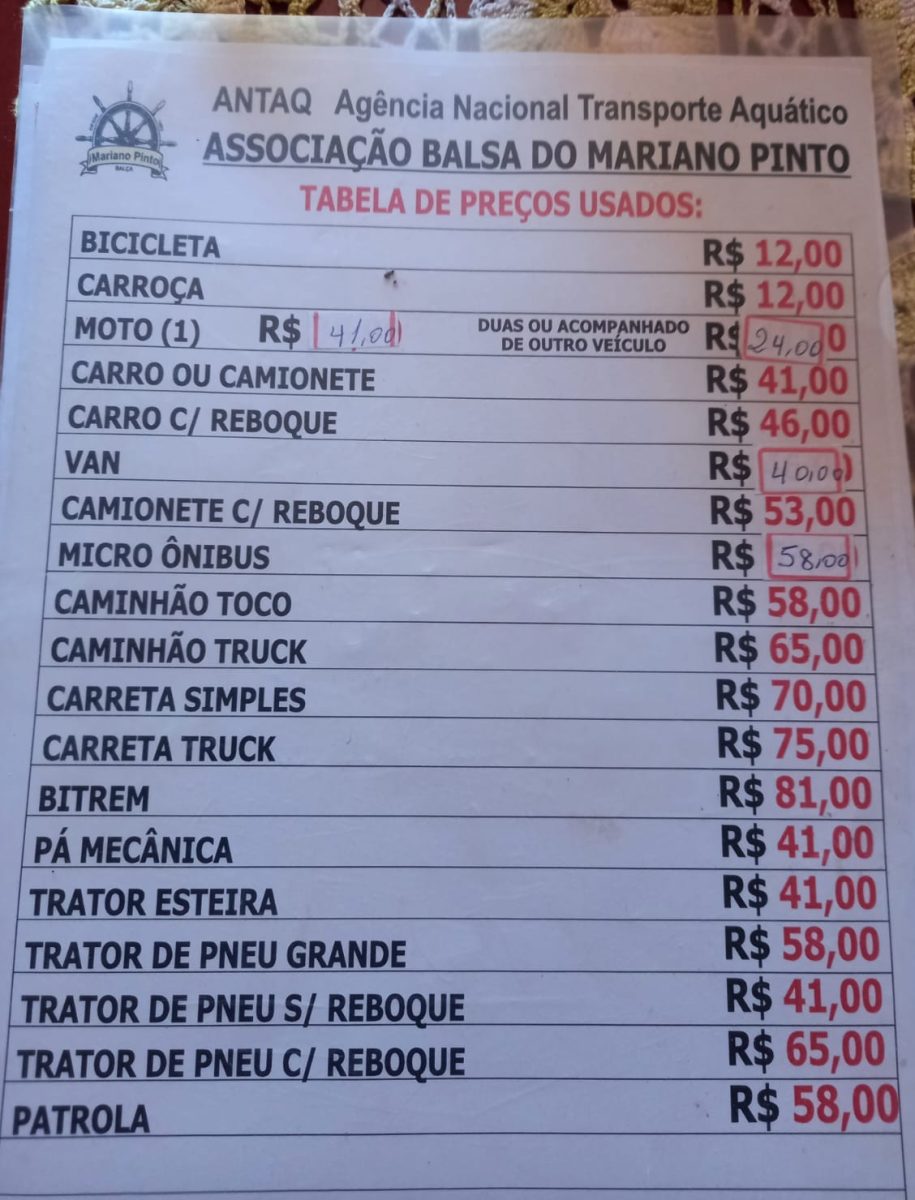 ANTAQ Agência Nacional Transporte Aquático
ASSOCIAÇÃO BALSA DO MARIANO PINTO
Mariano Pinto
BALÇA
TABELA DE PREÇOS USADOS:
BICICLETA R$ 12,00
CARROÇA R$ 12,00
MOTO (1) R$ 41,00 DUAS OU ACOMPANHADO DE OUTRO VEÍCULO R$ 24,00
CARRO OU CAMIONETE R$ 41,00
CARRO C/ REBOQUE R$ 46,00
VAN R$ 40,00
CAMIONETE C/ REBOQUE R$ 53,00
MICRO ÔNIBUS R$ 58,00
CAMINHÃO TOCO R$ 58,00
CAMINHÃO TRUCK R$ 65,00
CARRETA SIMPLES R$ 70,00
CARRETA TRUCK R$ 75,00
BITREM R$ 81,00
PÁ MECÂNICA R$ 41,00
TRATOR ESTEIRA R$ 41,00
TRATOR DE PNEU GRANDE R$ 58,00
TRATOR DE PNEU S/ REBOQUE R$ 41,00
TRATOR DE PNEU C/ REBOQUE R$ 65,00
PATROLA R$ 58,00